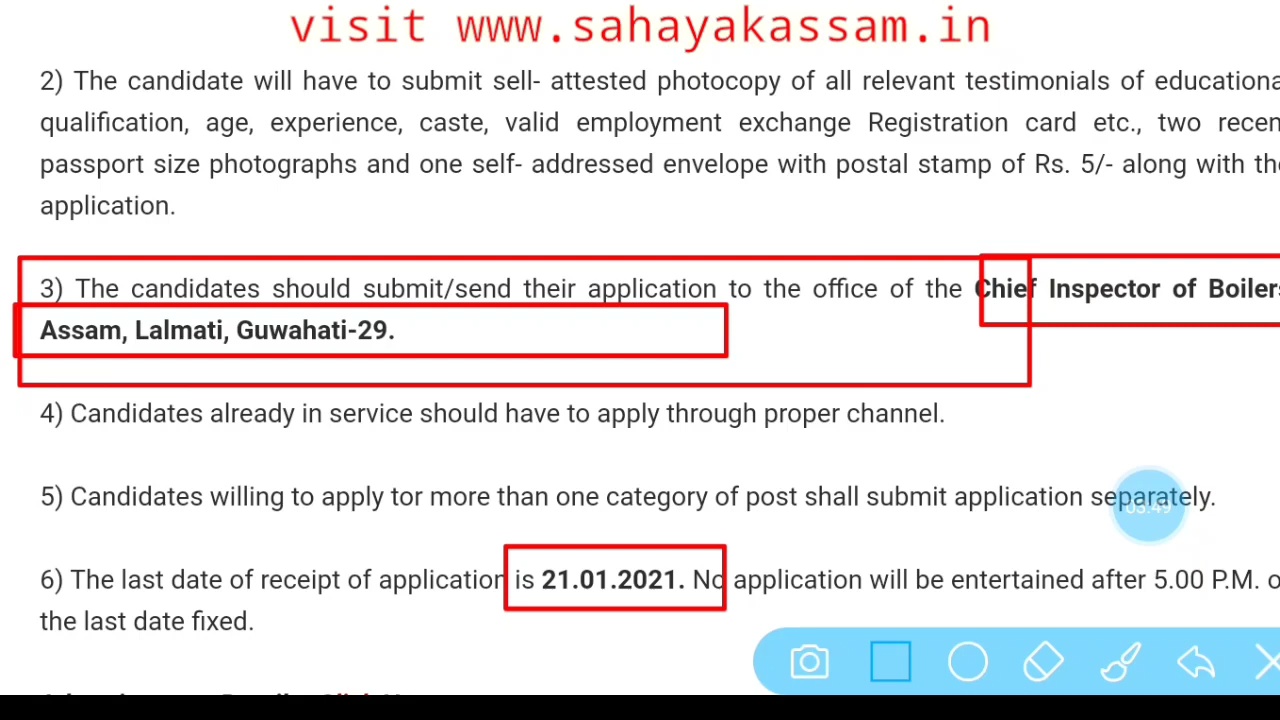 visit www.sahayakassam.in
2) The candidate will have to submit sell- attested photocopy of all relevant testimonials of educationa
qualification, age, experience, caste, valid employment exchange Registration card etc., two recen
passport size photographs and one self- addressed envelope with postal stamp of Rs. 5/- along with the
application.
3) The candidates should submit/send their application to the office of the Chief Inspector of Boilers
Assam, Lalmati, Guwahati-29.
4) Candidates already in service should have to apply through proper channel.
5) Candidates willing to apply tor more than one category of post shall submit application separately.
03:49
6) The last date of receipt of application is 21.01.2021. No application will be entertained after 5.00 P.M. o
the last date fixed.